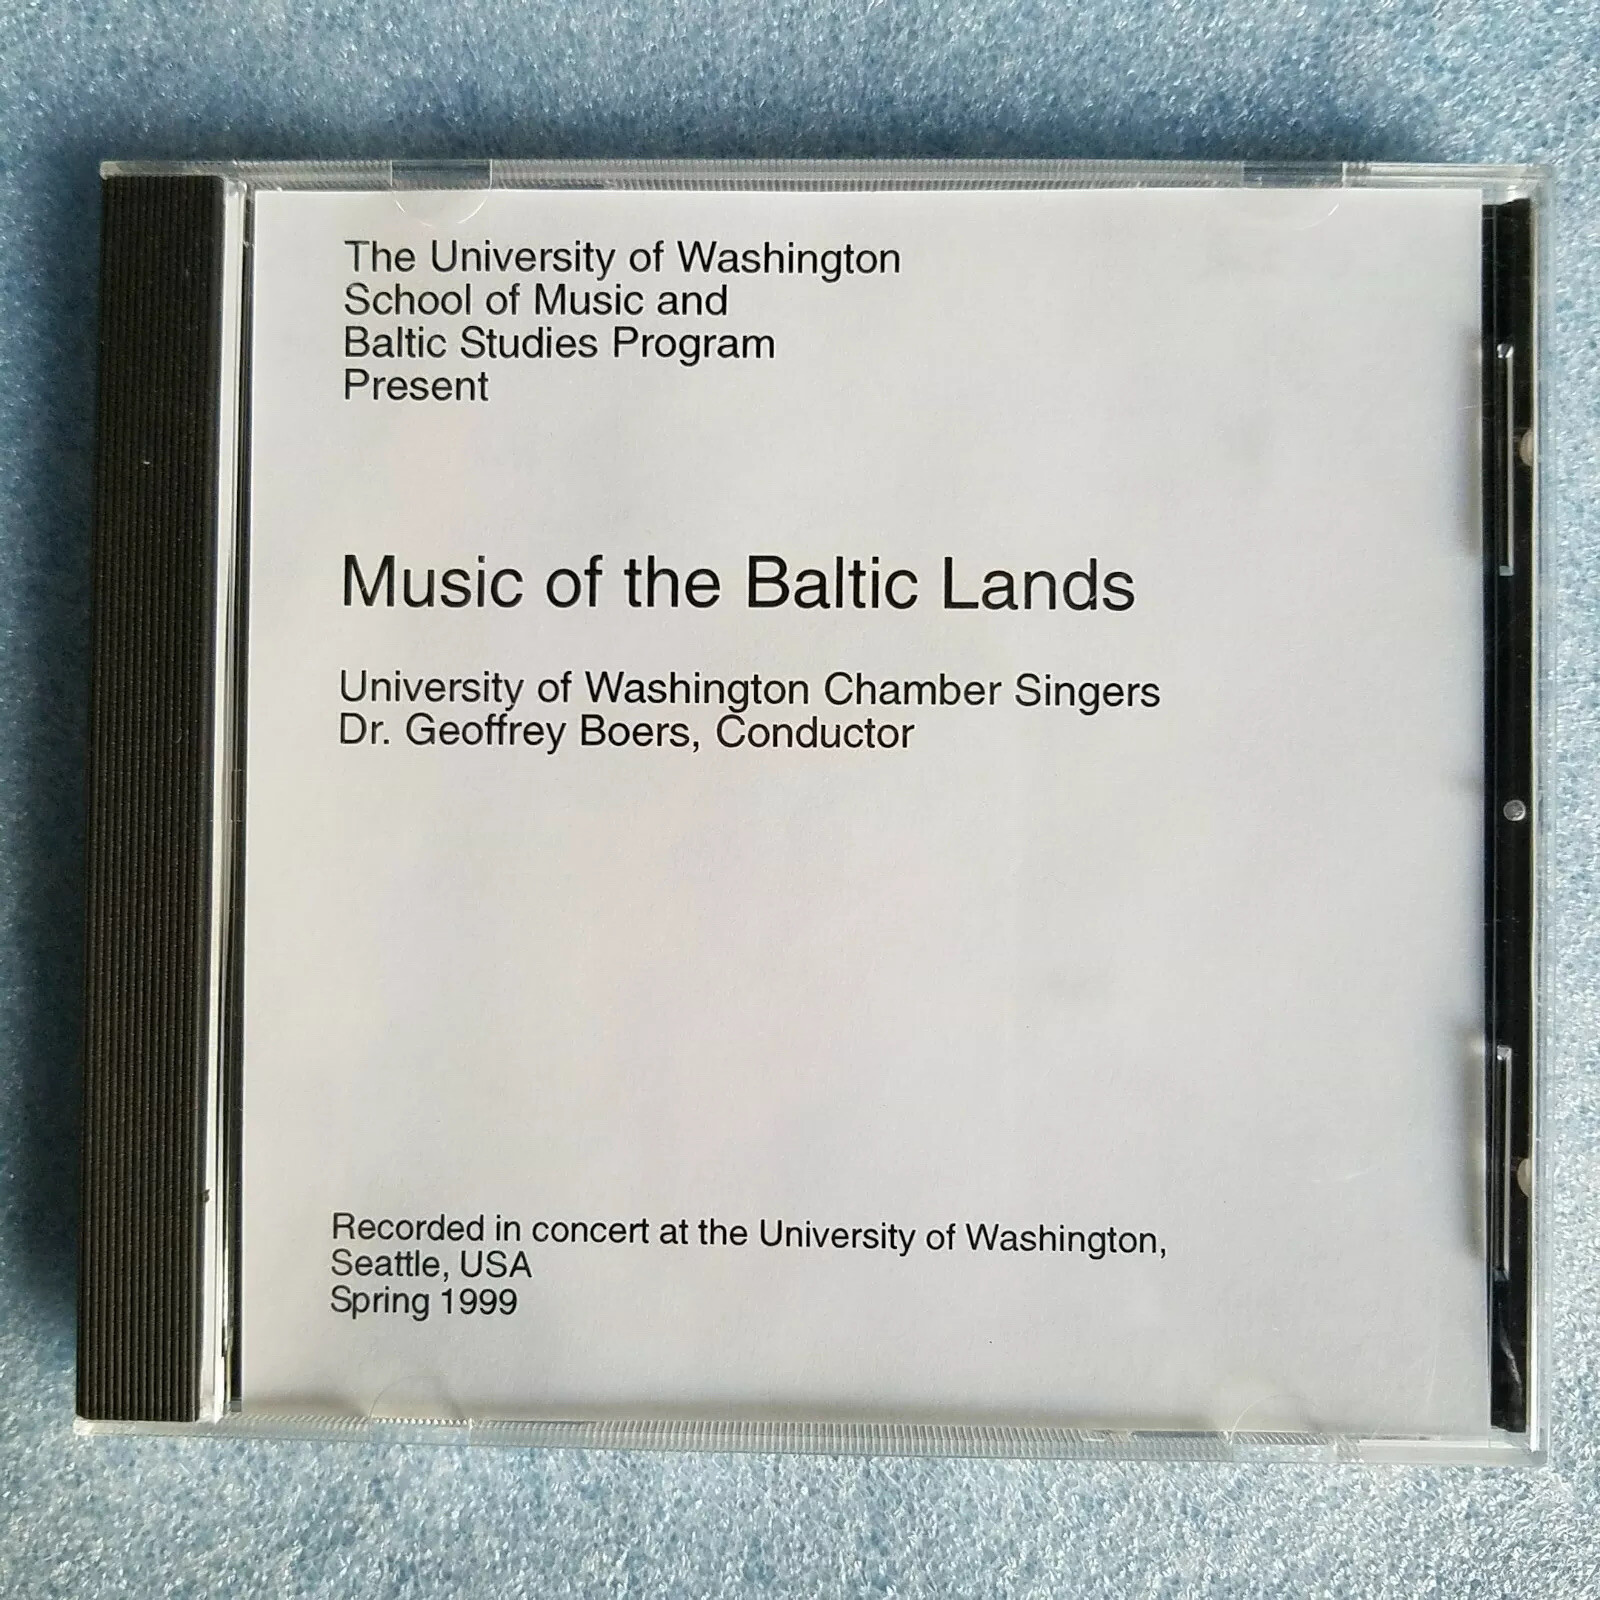 The University of Washington
School of Music and
Baltic Studies Program
Present
Music of the Baltic Lands
University of Washington Chamber Singers
Dr. Geoffrey Boers, Conductor
Recorded in concert at the University of Washington,
Seattle, USA
Spring 1999